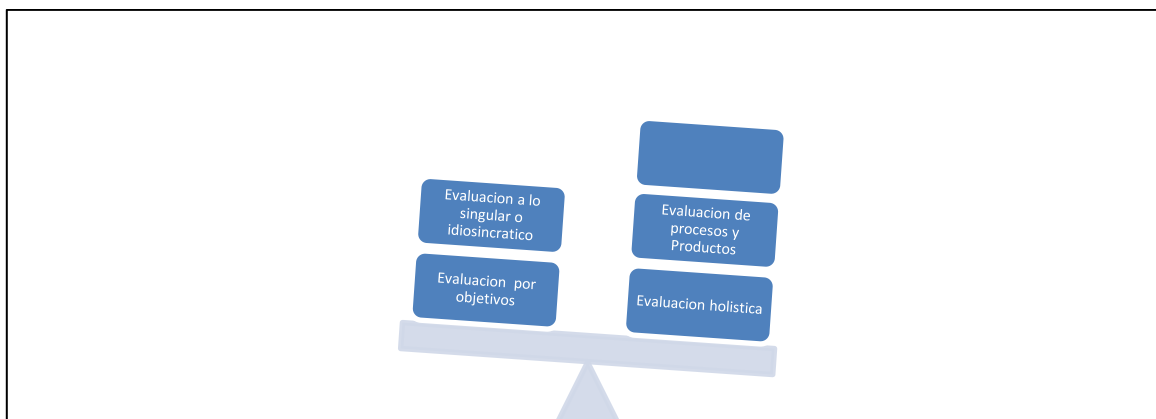 Evaluacion a lo
singular o
idiosincratico
Evaluacion por
objetivos
Evaluacion de
procesos y
Productos
Evaluacion holistica